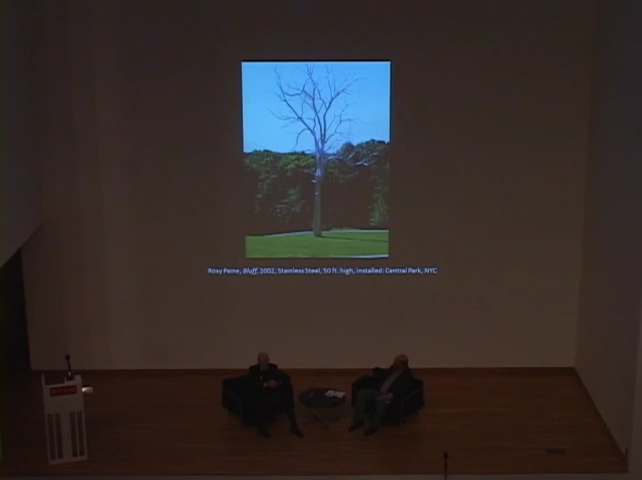 Roxy Paine, Bluff, 2002, Stainless Steel, 50 ft. high, Installed: Central Park, NYC